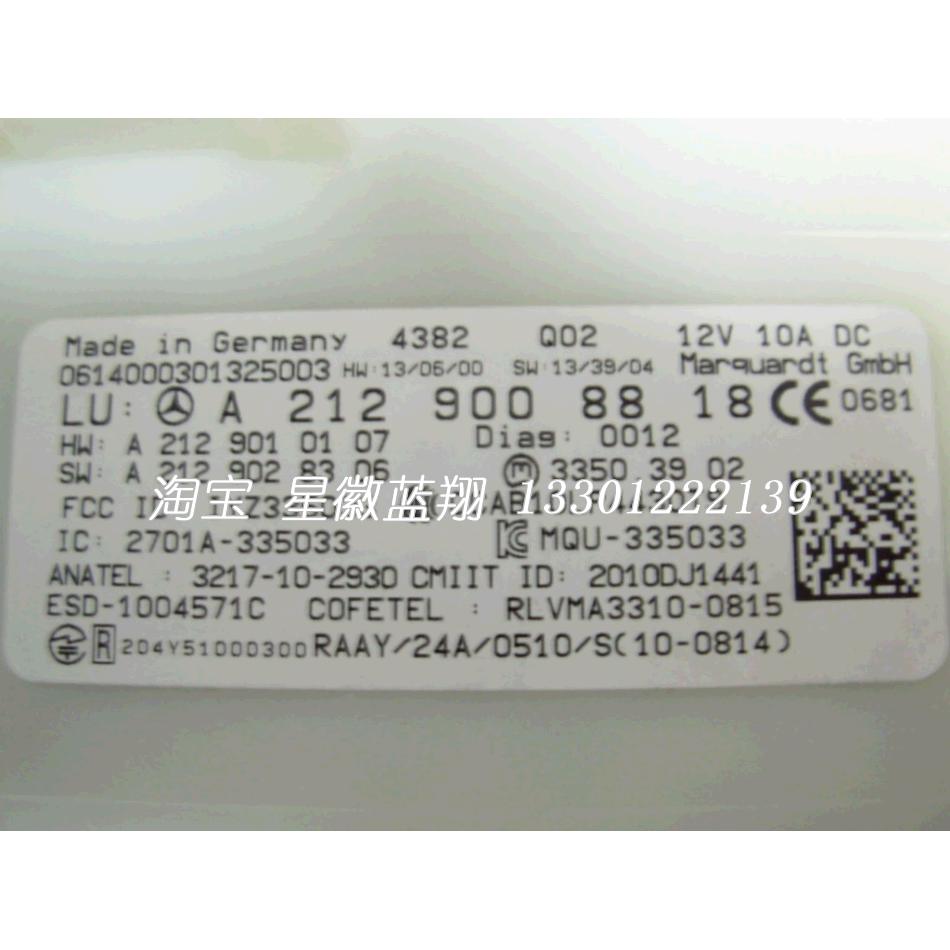 Made in Germany 4382 Q02 12V 10A DC
0614000301325003 HW:13/06/00 SW:13/39/04 Marquardt GmbH
LU: A 212 900 88 18 CE 0681
HW: A 212 901 01 07 Diag: 0012
SW: A 212 902 83 06 3350 39 02
FCC
淘宝 星徽蓝翔 13301222139
IC: 2701A-335033 MQU-335033
ANATEL : 3217-10-2930 CMIIT ID: 2010DJ1441
ESD-1004571C COFETEL : RLVMA3310-0815
R 204Y51000300 RAAY/24A/0510/S(10-0814)